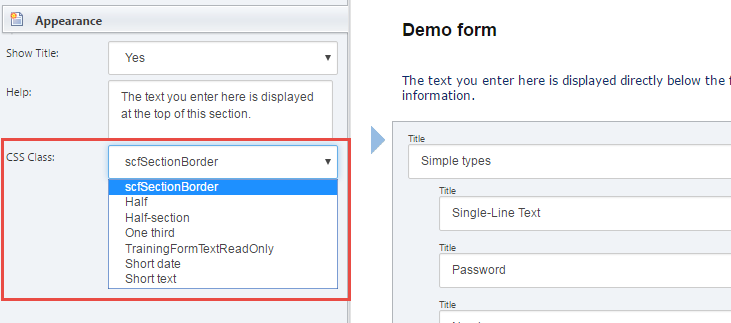 Appearance
Show Title:
Yes
Help:
The text you enter here is displayed
at the top of this section.
CSS Class:
scfSectionBorder
scfSectionBorder
Half
Half-section
One third
TrainingFormTextReadOnly
Short date
Short text
Demo form
The text you enter here is displayed directly below the
information.
Title
Simple types
Title
Single-Line Text
Title
Password
Title